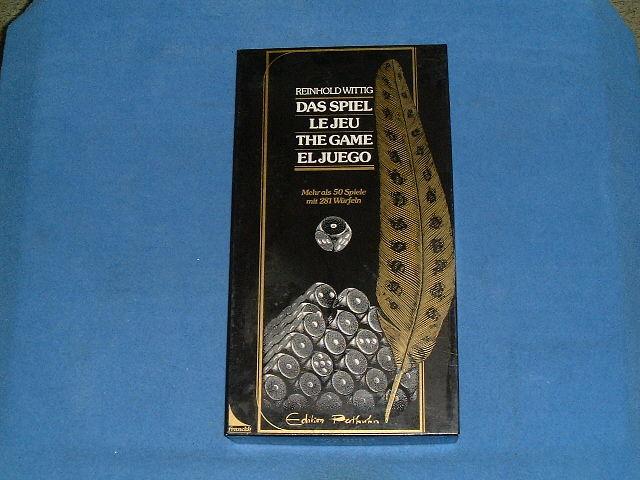 REINHOLD WITTIG
DAS SPIEL
LE JEU
THE GAME
EL JUEGO
Mehr als 50 Spiele
mit 281 Würfeln
Edition Perlhuhn
franckh